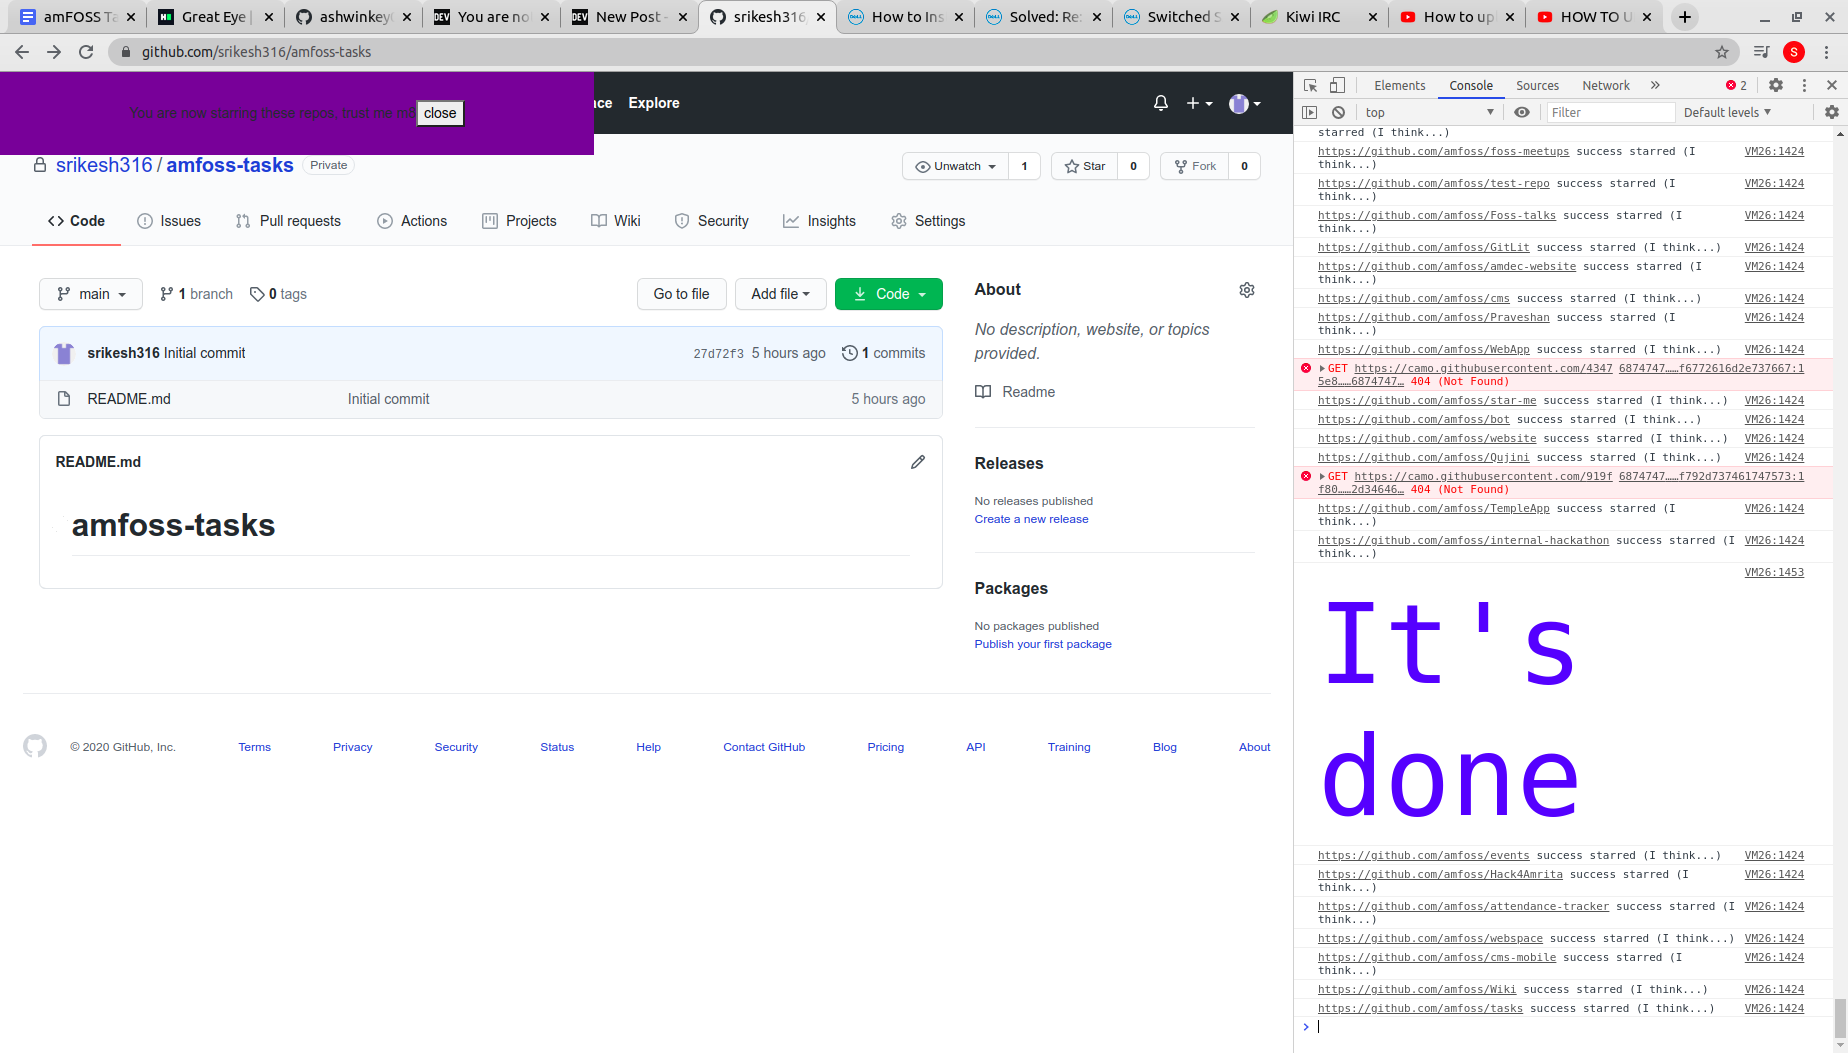 amFOSS Ta
Great Eye |
ashwinkey
You are no
New Post -
srikesh316
How to Ins
Solved: Re:
Switched S
Kiwi IRC
How to up
HOW TO U
github.com/srikesh316/amfoss-tasks
S
You are now starring these repos, trust me m8
close
Explore
srikesh316 / amfoss-tasks Private
Unwatch 1 Star 0 Fork 0
Code Issues Pull requests Actions Projects Wiki Security Insights Settings
main 1 branch 0 tags Go to file Add file Code
srikesh316 Initial commit 27d72f3 5 hours ago 1 commits
README.md Initial commit 5 hours ago
README.md
amfoss-tasks
About
No description, website, or topics
provided.
Readme
Releases
No releases published
Create a new release
Packages
No packages published
Publish your first package
© 2020 GitHub, Inc. Terms Privacy Security Status Help Contact GitHub Pricing API Training Blog About
Elements Console Sources Network » 2
top Filter Default levels
starred (I think...)
https://github.com/amfoss/foss-meetups success starred (I VM26:1424
think...)
https://github.com/amfoss/test-repo success starred (I VM26:1424
think...)
https://github.com/amfoss/Foss-talks success starred (I VM26:1424
think...)
https://github.com/amfoss/GitLit success starred (I think...) VM26:1424
https://github.com/amfoss/amdec-website success starred (I VM26:1424
think...)
https://github.com/amfoss/cms success starred (I think...) VM26:1424
https://github.com/amfoss/Praveshan success starred (I VM26:1424
think...)
https://github.com/amfoss/WebApp success starred (I think...) VM26:1424
GET https://camo.githubusercontent.com/4347 6874747……f6772616d2e737667:1
5e8……6874747… 404 (Not Found)
https://github.com/amfoss/star-me success starred (I think...) VM26:1424
https://github.com/amfoss/bot success starred (I think...) VM26:1424
https://github.com/amfoss/website success starred (I think...) VM26:1424
https://github.com/amfoss/Qujini success starred (I think...) VM26:1424
GET https://camo.githubusercontent.com/919f 6874747……f792d737461747573:1
f80……2d34646… 404 (Not Found)
https://github.com/amfoss/TempleApp success starred (I VM26:1424
think...)
https://github.com/amfoss/internal-hackathon success starred (I VM26:1424
think...)
VM26:1453
It's
done
https://github.com/amfoss/events success starred (I think...) VM26:1424
https://github.com/amfoss/Hack4Amrita success starred (I VM26:1424
think...)
https://github.com/amfoss/attendance-tracker success starred (I VM26:1424
think...)
https://github.com/amfoss/webspace success starred (I think...) VM26:1424
https://github.com/amfoss/cms-mobile success starred (I VM26:1424
think...)
https://github.com/amfoss/Wiki success starred (I think...) VM26:1424
https://github.com/amfoss/tasks success starred (I think...) VM26:1424